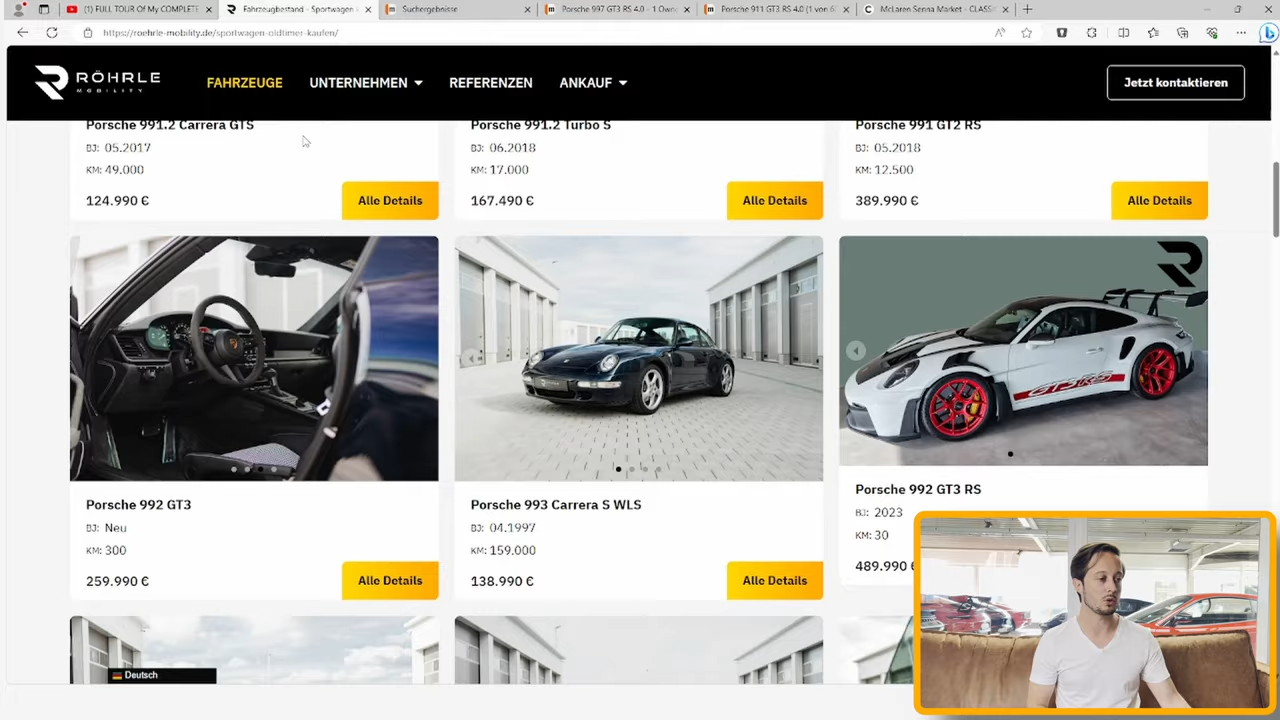 (1) FULL TOUR Of My COMPLET
Fahrzeugbestand - Sportwagen
Suchergebnisse
Porsche 997 GT3 RS 4.0 - 1 Own
Porsche 911 GT3 RS 4.0 (1 von 60
McLaren Senna Market - CLASSI
https://roehrle-mobility.de/sportwagen-oldtimer-kaufen/
RÖHRLE
MOBILITY
FAHRZEUGE
UNTERNEHMEN
REFERENZEN
ANKAUF
Jetzt kontaktieren
Porsche 991.2 Carrera GTS
BJ: 05.2017
KM: 49.000
124.990 €
Alle Details
Porsche 991.2 Turbo S
BJ: 06.2018
KM: 17.000
167.490 €
Alle Details
Porsche 991 GT2 RS
BJ: 05.2018
KM: 12.500
389.990 €
Alle Details
GT3 RS
Porsche 992 GT3
BJ: Neu
KM: 300
259.990 €
Alle Details
Porsche 993 Carrera S WLS
BJ: 04.1997
KM: 159.000
138.990 €
Alle Details
Porsche 992 GT3 RS
BJ: 2023
KM: 30
489.990 €
Deutsch